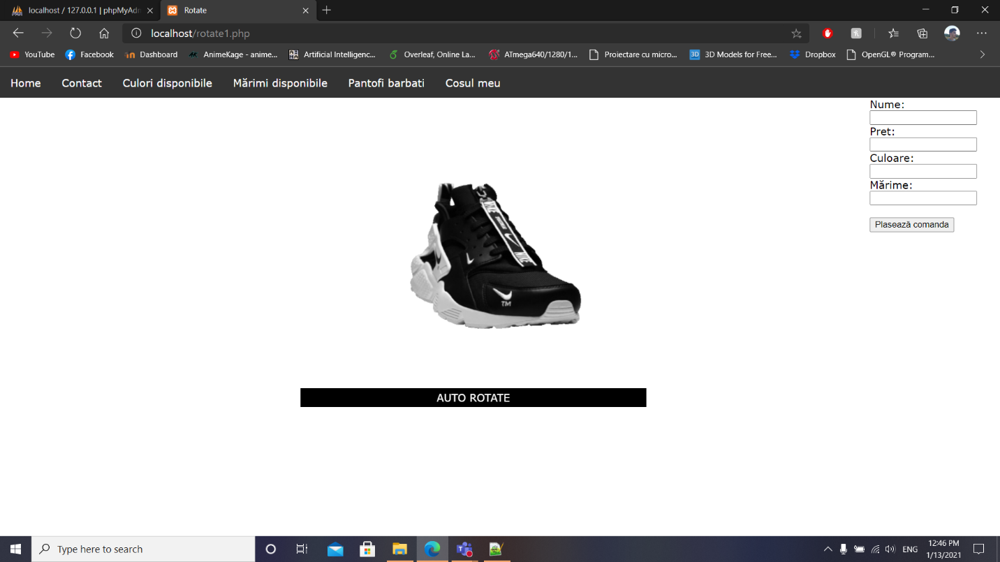 localhost / 127.0.0.1 | phpMyAdm
Rotate
localhost/rotate1.php
YouTube
Facebook
Dashboard
AnimeKage - anime...
Artificial Intelligenc...
Overleaf, Online La...
ATmega640/1280/1...
Proiectare cu micro...
3D Models for Free...
Dropbox
OpenGL® Program...
Home
Contact
Culori disponibile
Mărimi disponibile
Pantofi barbati
Cosul meu
Nume:
Pret:
Culoare:
Mărime:
Plasează comanda
NIKE
TM
AUTO ROTATE
Type here to search
ENG
12:46 PM
1/13/2021